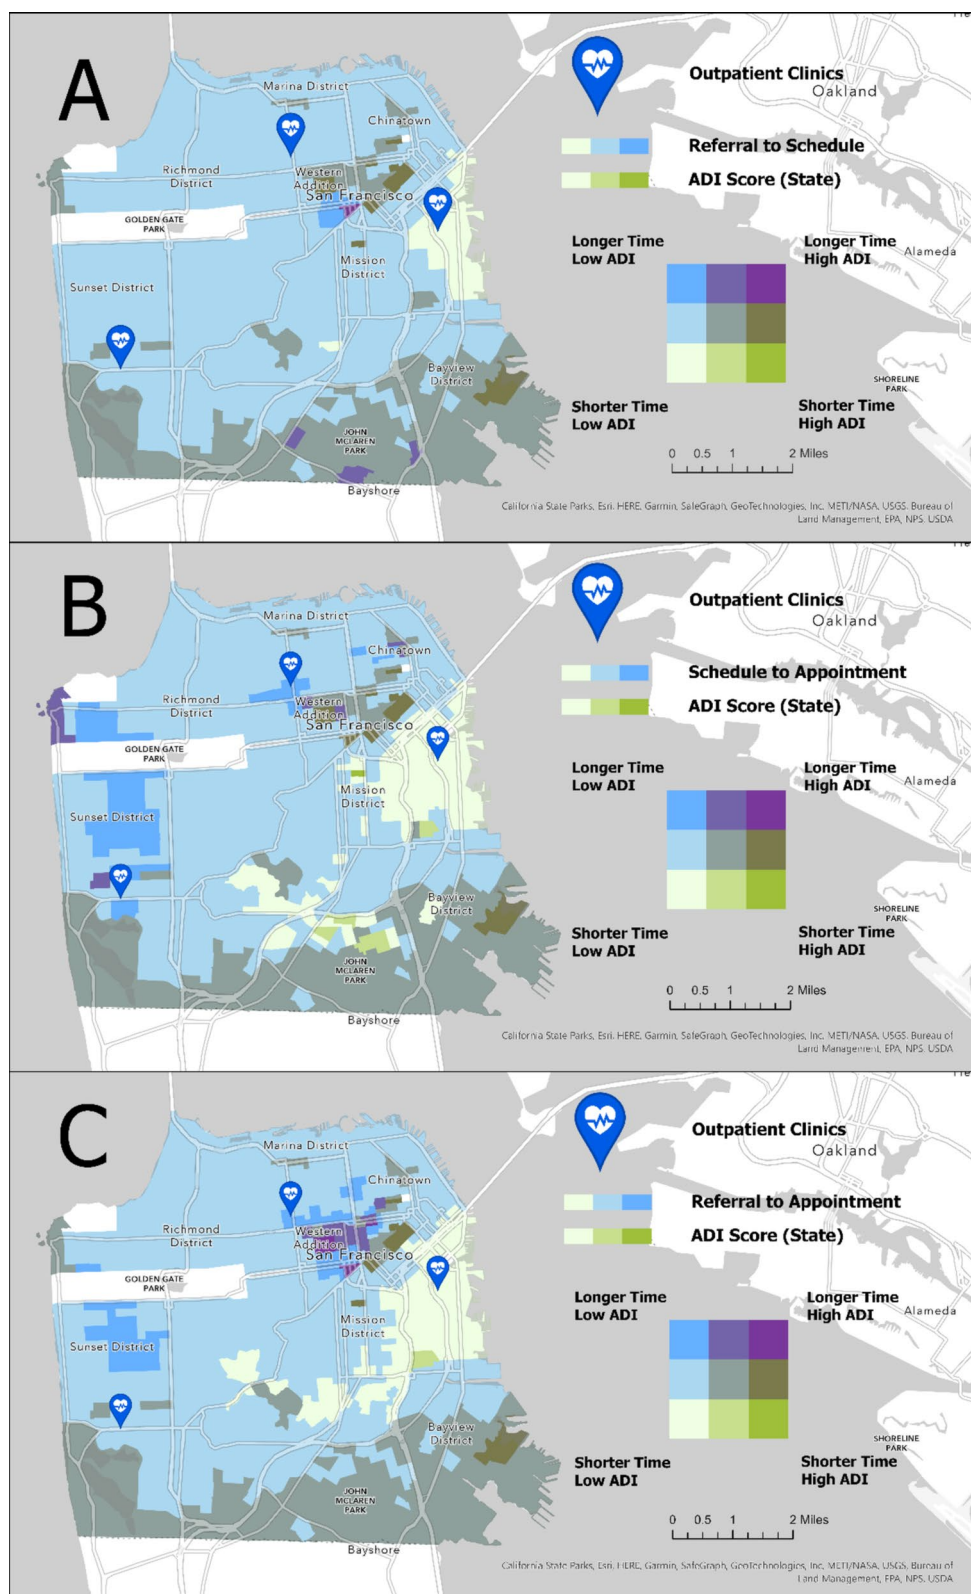 A
Marina District
Chinatown
Richmond
District
Western
Addition
San Francisco
GOLDEN GATE
PARK
Mission
District
Sunset District
Bayview
District
JOHN
MCLAREN
PARK
Bayshore
Outpatient Clinics
Oakland
Referral to Schedule
ADI Score (State)
Longer Time
Low ADI
Longer Time
High ADI
Alameda
SHORELINE
PARK
Shorter Time
Low ADI
Shorter Time
High ADI
0 0.5 1 2 Miles
California State Parks, Esri, HERE, Garmin, SafeGraph, GeoTechnologies, Inc, METI/NASA, USGS, Bureau of
Land Management, EPA, NPS, USDA
B
Marina District
Chinatown
Richmond
District
Western
Addition
San Francisco
GOLDEN GATE
PARK
Mission
District
Sunset District
Bayview
District
JOHN
MCLAREN
PARK
Bayshore
Outpatient Clinics
Oakland
Schedule to Appointment
ADI Score (State)
Longer Time
Low ADI
Longer Time
High ADI
Alameda
SHORELINE
PARK
Shorter Time
Low ADI
Shorter Time
High ADI
0 0.5 1 2 Miles
California State Parks, Esri, HERE, Garmin, SafeGraph, GeoTechnologies, Inc, METI/NASA, USGS, Bureau of
Land Management, EPA, NPS, USDA
C
Marina District
Chinatown
Richmond
District
Western
Addition
San Francisco
GOLDEN GATE
PARK
Mission
District
Sunset District
Bayview
District
JOHN
MCLAREN
PARK
Bayshore
Outpatient Clinics
Oakland
Referral to Appointment
ADI Score (State)
Longer Time
Low ADI
Longer Time
High ADI
Alameda
SHORELINE
PARK
Shorter Time
Low ADI
Shorter Time
High ADI
0 0.5 1 2 Miles
California State Parks, Esri, HERE, Garmin, SafeGraph, GeoTechnologies, Inc, METI/NASA, USGS, Bureau of
Land Management, EPA, NPS, USDA